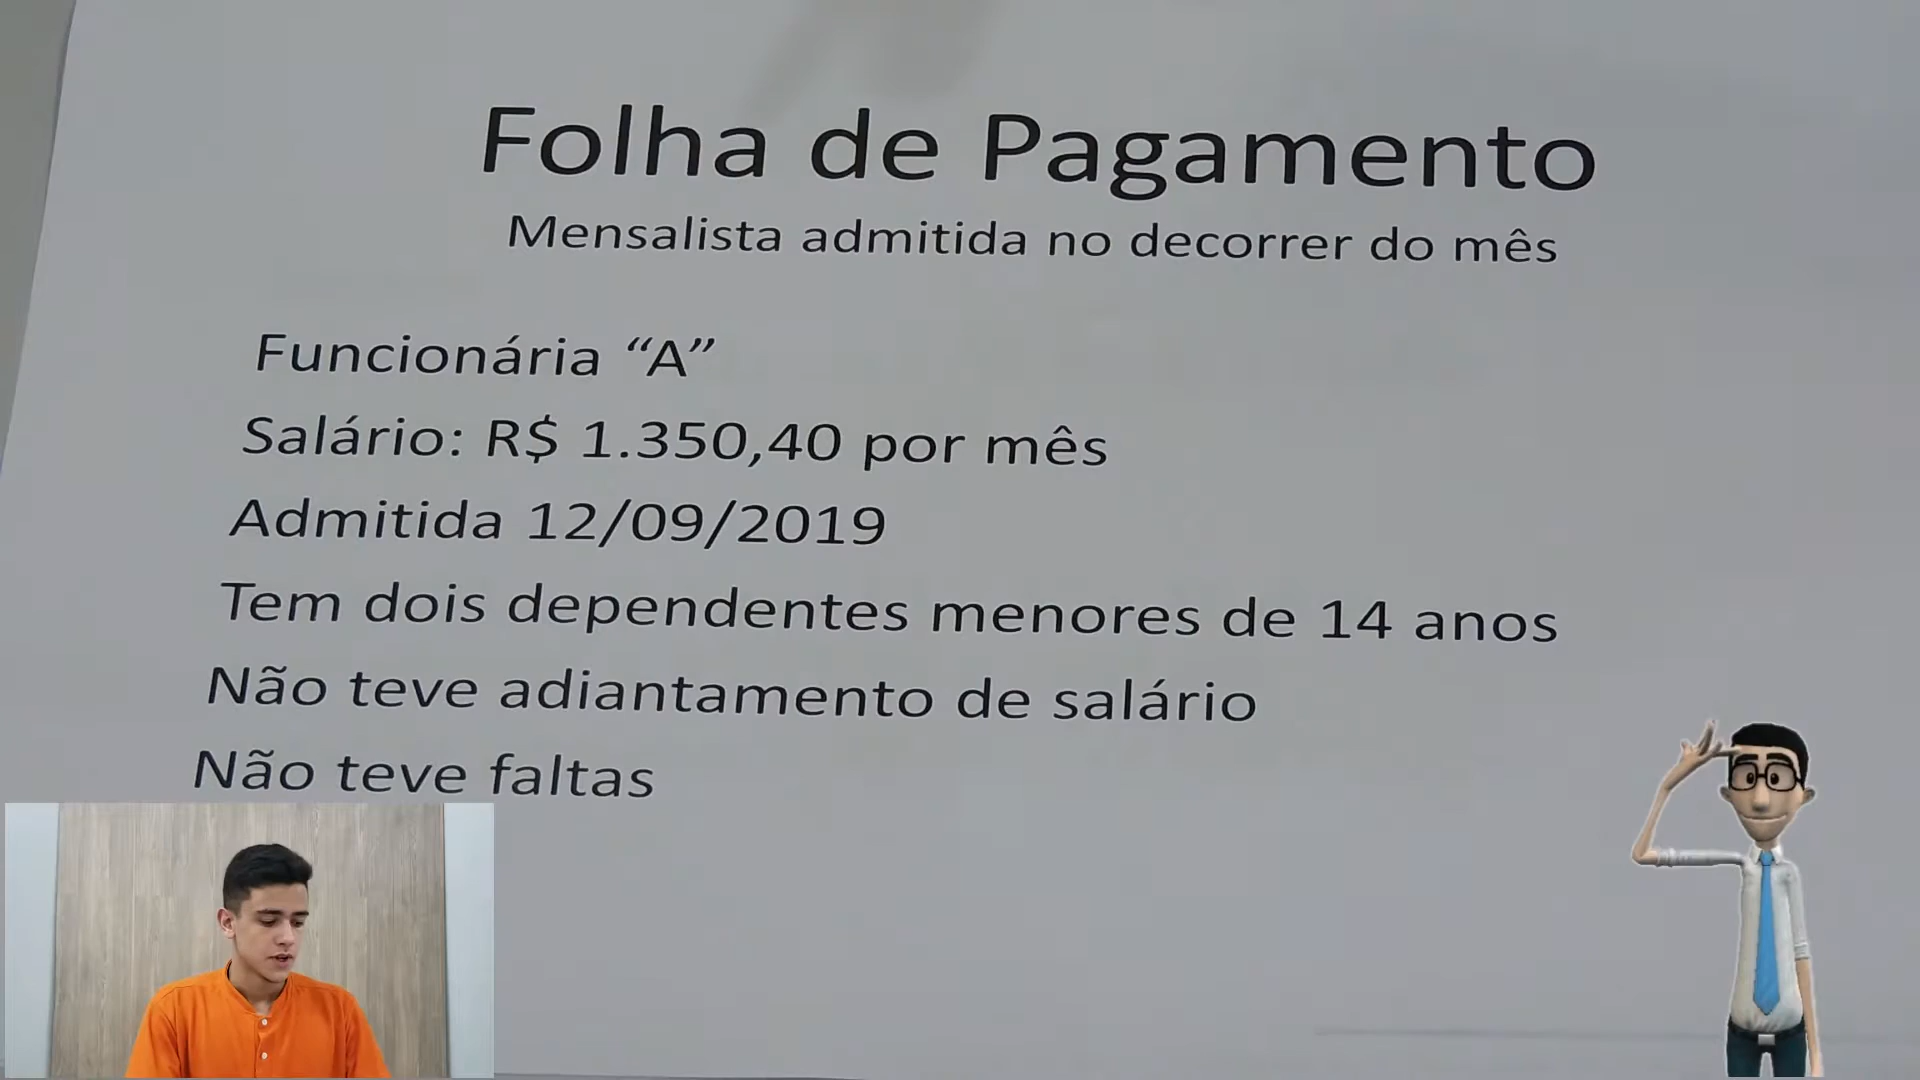 Folha de Pagamento
Mensalista admitida no decorrer do mês
Funcionária “A”
Salário: R$ 1.350,40 por mês
Admitida 12/09/2019
Tem dois dependentes menores de 14 anos
Não teve adiantamento de salário
Não teve faltas